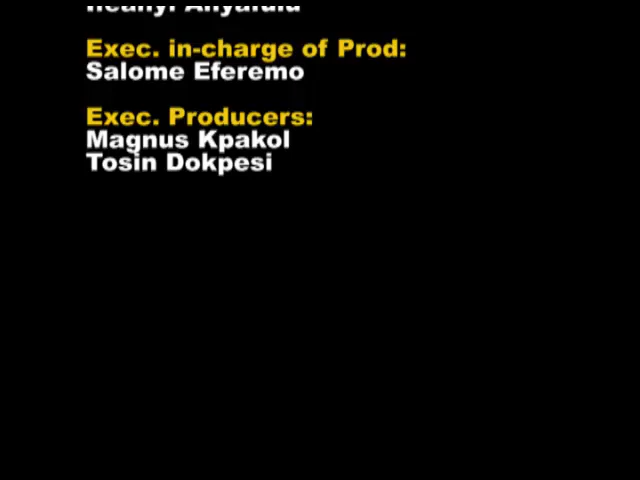 Exec. in-charge of Prod:
Salome Eferemo
Exec. Producers:
Magnus Kpakol
Tosin Dokpesi